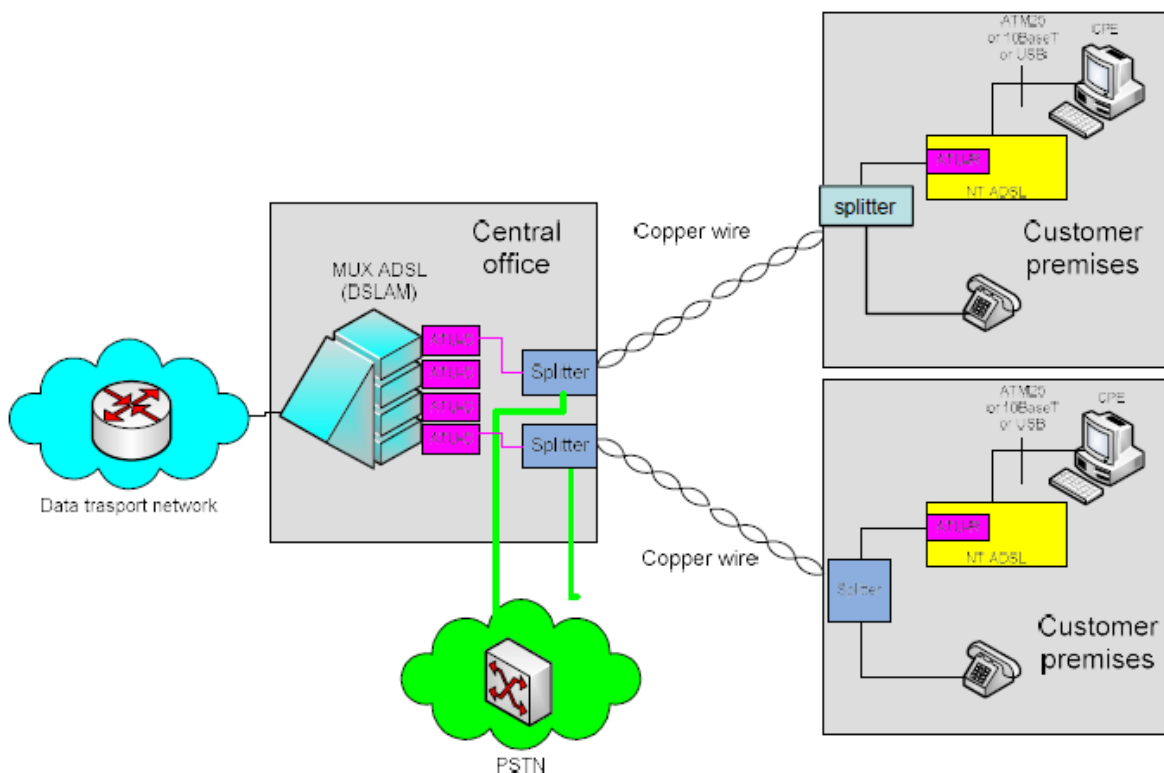 ATM25
or 10BaseT
or USB
CPE
NT ADSL
splitter
Customer
premises
Copper wire
Central
office
MUX ADSL
(DSLAM)
Splitter
Splitter
Data trasport network
Copper wire
PSTN
ATM25
or 10BaseT
or USB
CPE
NT ADSL
Splitter
Customer
premises